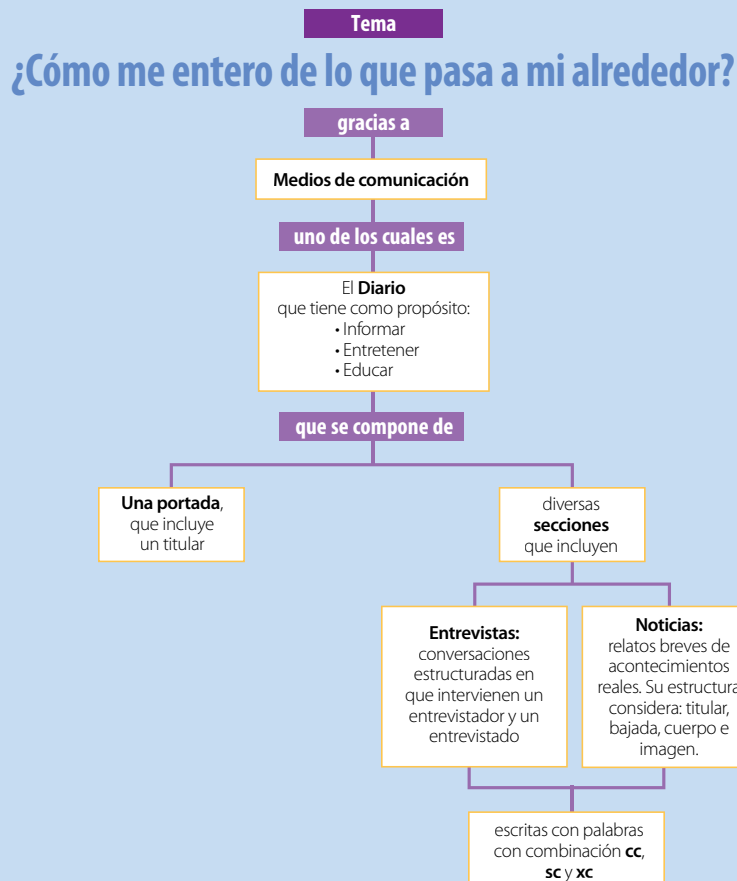 Tema
¿Cómo me entero de lo que pasa a mi alrededor?
gracias a
Medios de comunicación
uno de los cuales es
El Diario
que tiene como propósito:
• Informar
• Entretener
• Educar
que se compone de
Una portada,
que incluye
un titular
diversas
secciones
que incluyen
Entrevistas:
conversaciones
estructuradas en
que intervienen un
entrevistador y un
entrevistado
Noticias:
relatos breves de
acontecimientos
reales. Su estructura
considera: titular,
bajada, cuerpo e
imagen.
escritas con palabras
con combinación cc,
sc y xc